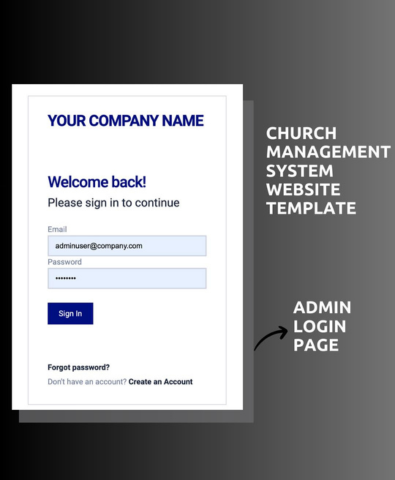 YOUR COMPANY NAME
Welcome back!
Please sign in to continue
Email
adminuser@company.com
Password
••••••••
Sign In
Forgot password?
Don't have an account? Create an Account
CHURCH
MANAGEMENT
SYSTEM
WEBSITE
TEMPLATE
ADMIN
LOGIN
PAGE